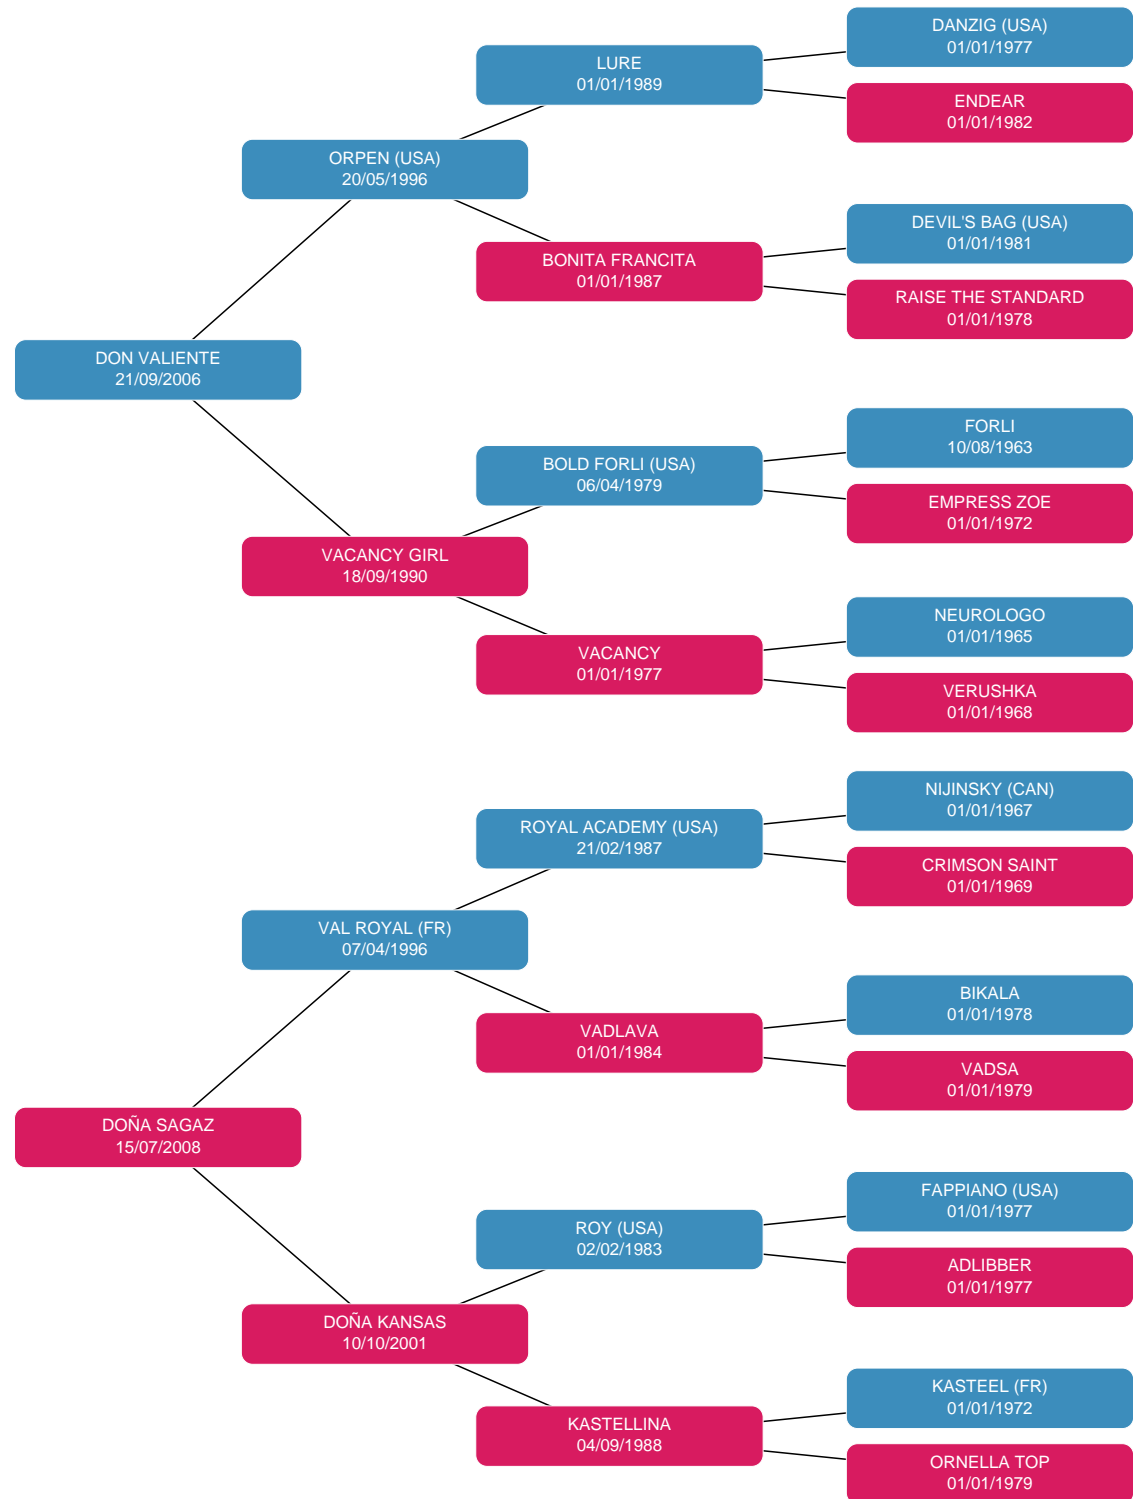 DANZIG (USA)
01/01/1977
LURE
01/01/1989
ENDEAR
01/01/1982
ORPEN (USA)
20/05/1996
DEVIL'S BAG (USA)
01/01/1981
BONITA FRANCITA
01/01/1987
RAISE THE STANDARD
01/01/1978
DON VALIENTE
21/09/2006
FORLI
10/08/1963
BOLD FORLI (USA)
06/04/1979
EMPRESS ZOE
01/01/1972
VACANCY GIRL
18/09/1990
NEUROLOGO
01/01/1965
VACANCY
01/01/1977
VERUSHKA
01/01/1968
NIJINSKY (CAN)
01/01/1967
ROYAL ACADEMY (USA)
21/02/1987
CRIMSON SAINT
01/01/1969
VAL ROYAL (FR)
07/04/1996
BIKALA
01/01/1978
VADLAVA
01/01/1984
VADSA
01/01/1979
DOÑA SAGAZ
15/07/2008
FAPPIANO (USA)
01/01/1977
ROY (USA)
02/02/1983
ADLIBBER
01/01/1977
DOÑA KANSAS
10/10/2001
KASTEEL (FR)
01/01/1972
KASTELLINA
04/09/1988
ORNELLA TOP
01/01/1979